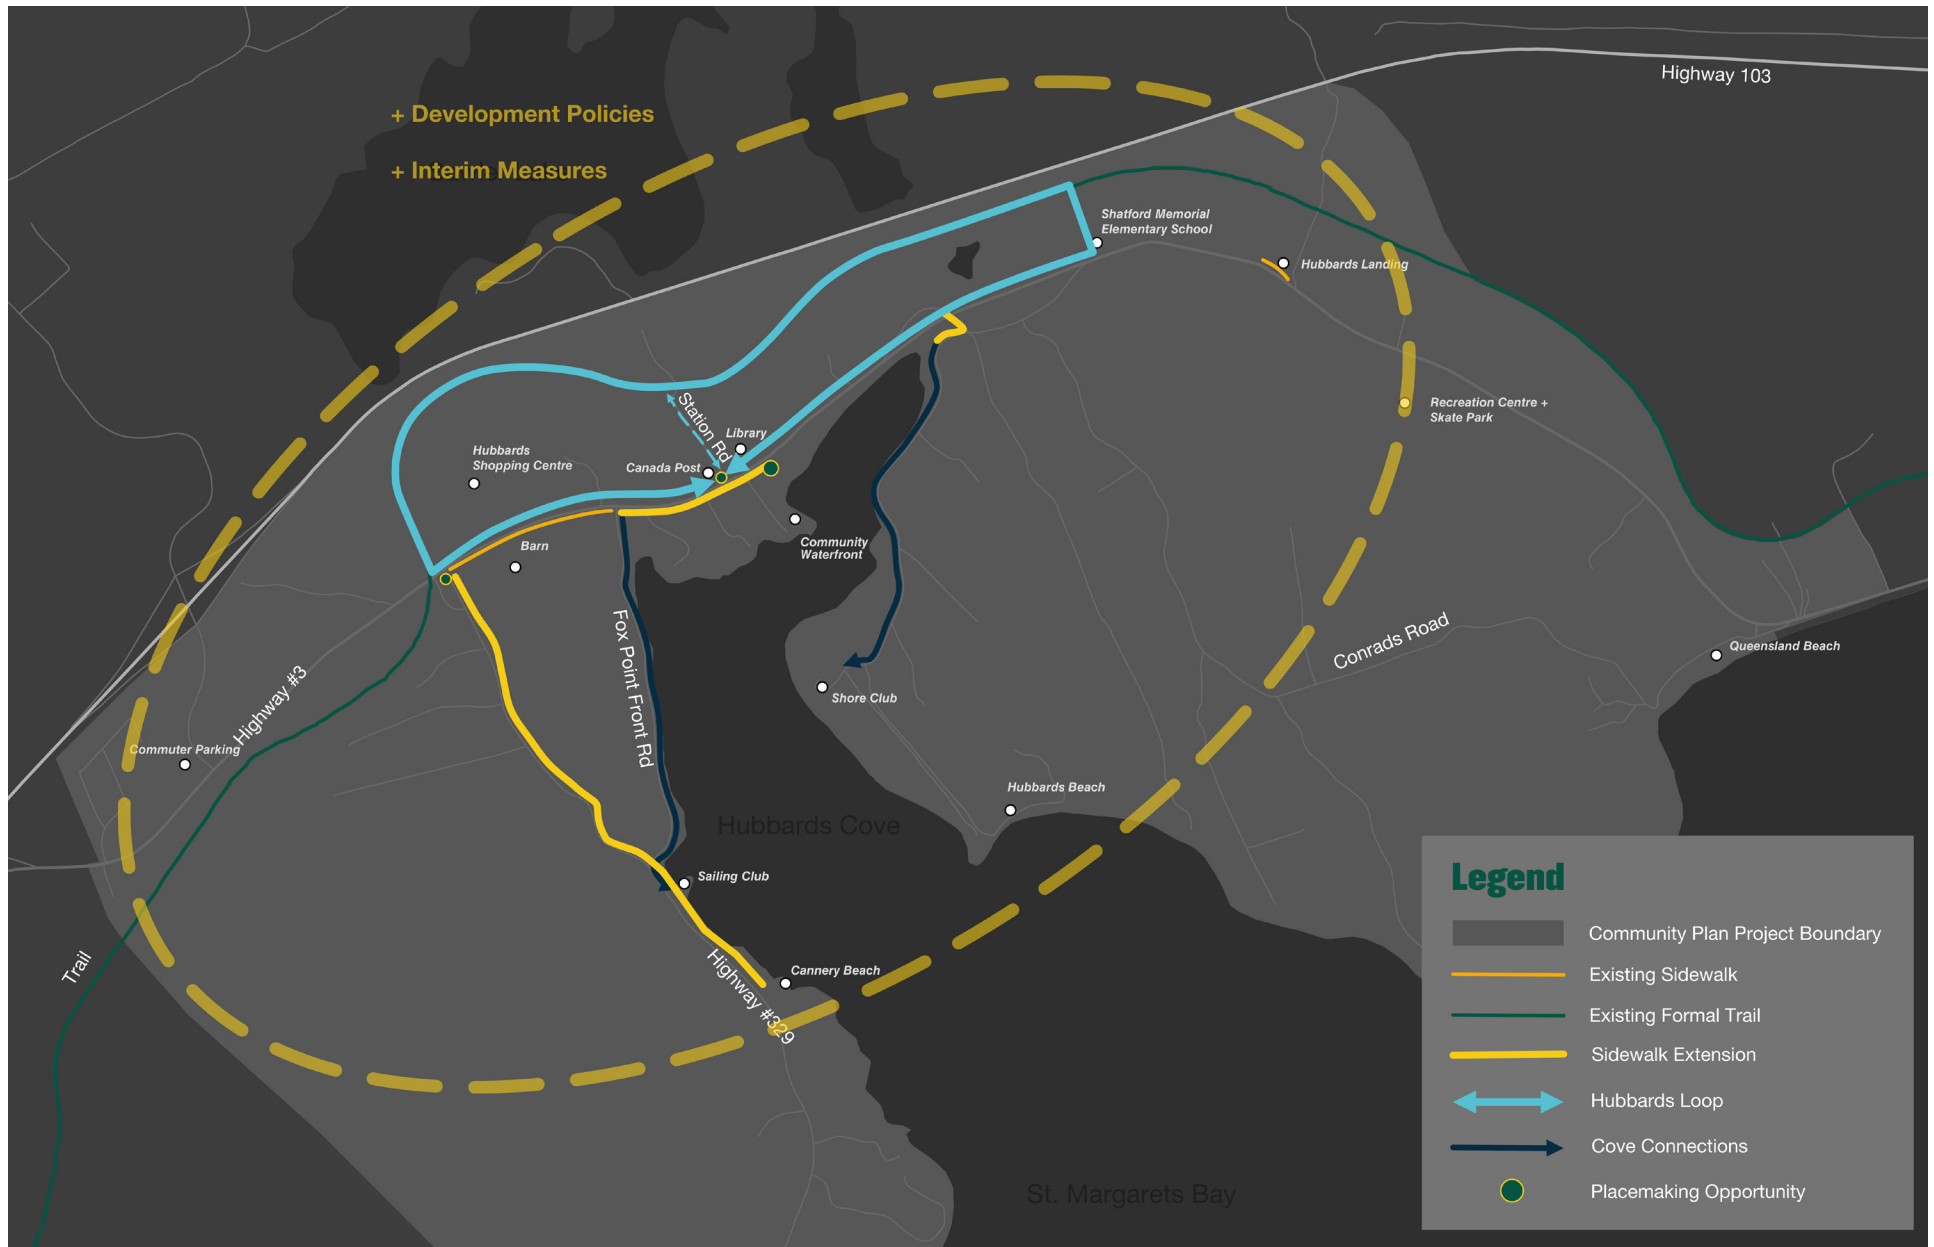 Highway 103
+ Development Policies
+ Interim Measures
Shatford Memorial
Elementary School
Hubbards Landing
Recreation Centre +
Skate Park
Station Rd
Library
Canada Post
Hubbards
Shopping Centre
Community
Waterfront
Barn
Fox Point Front Rd
Conrads Road
Queensland Beach
Shore Club
Highway #3
Commuter Parking
Hubbards Beach
Hubbards Cove
Sailing Club
Trail
Cannery Beach
Highway #329
St. Margarets Bay
Legend
Community Plan Project Boundary
Existing Sidewalk
Existing Formal Trail
Sidewalk Extension
Hubbards Loop
Cove Connections
Placemaking Opportunity